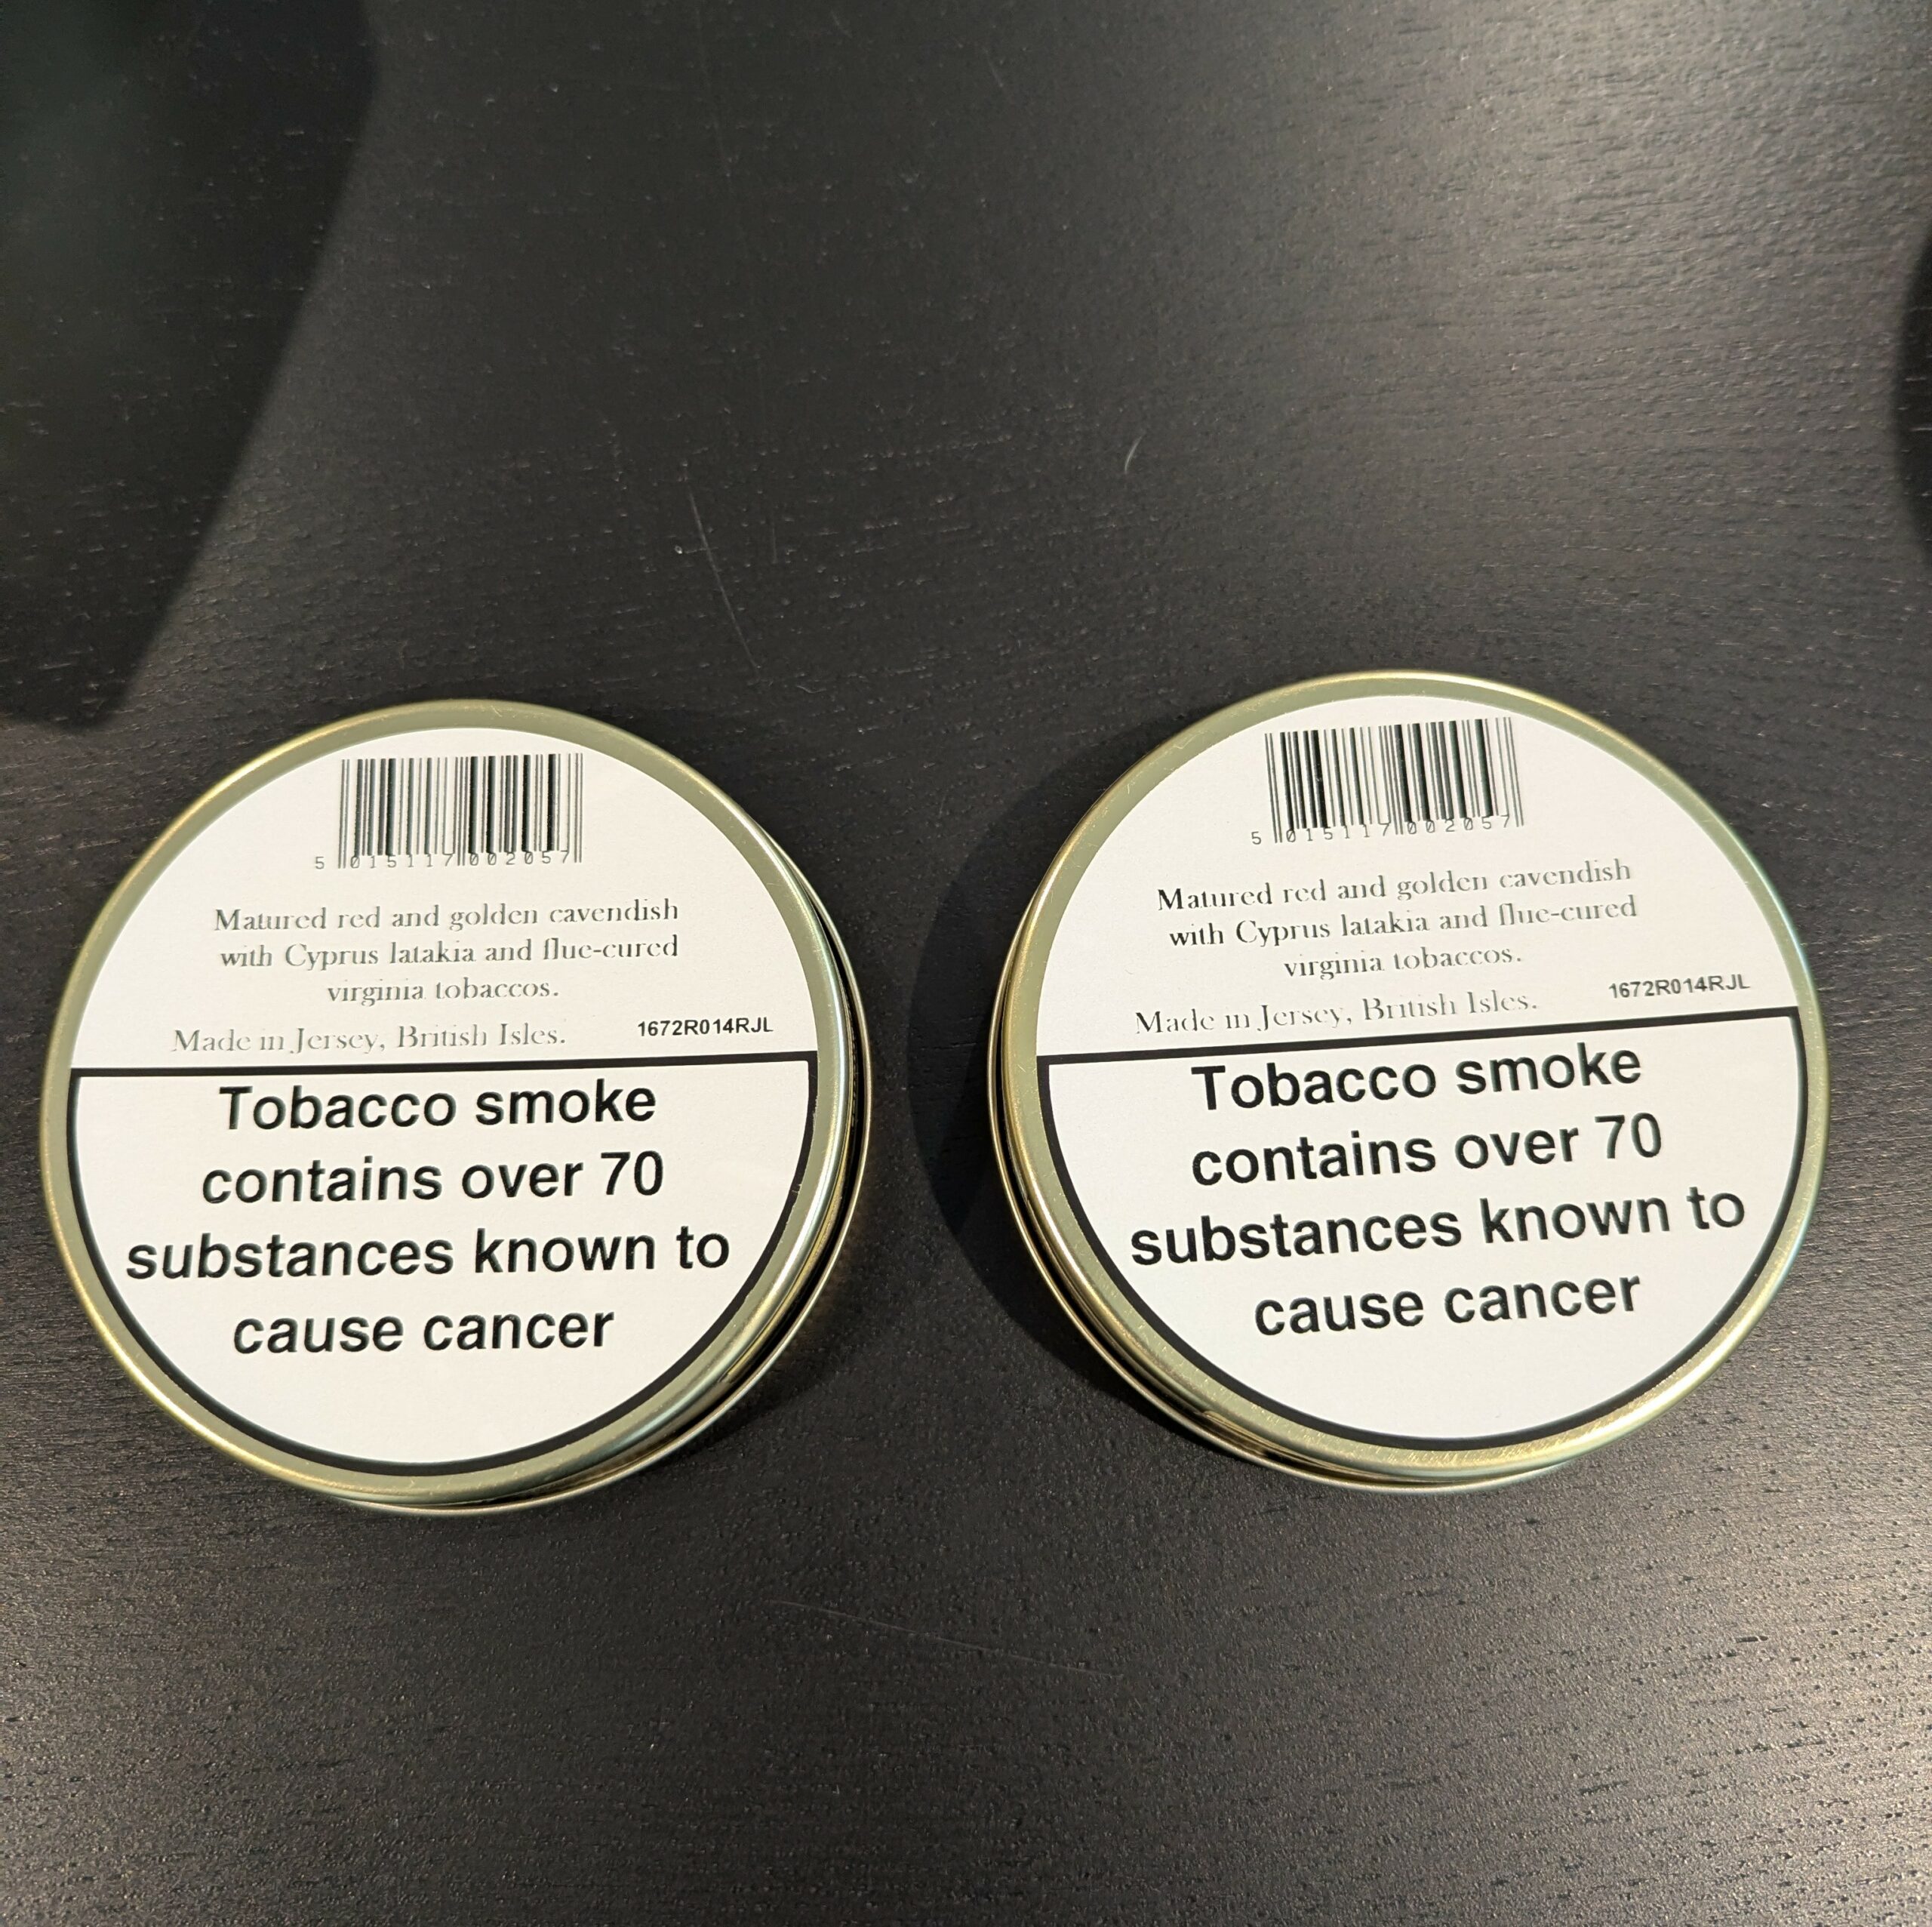 5 015117 002057
Matured red and golden cavendish
with Cyprus latakia and flue-cured
virginia tobaccos.
Made in Jersey, British Isles.
1672R014RJL
Tobacco smoke
contains over 70
substances known to
cause cancer
5 015117 002057
Matured red and golden cavendish
with Cyprus latakia and flue-cured
virginia tobaccos.
Made in Jersey, British Isles.
1672R014RJL
Tobacco smoke
contains over 70
substances known to
cause cancer